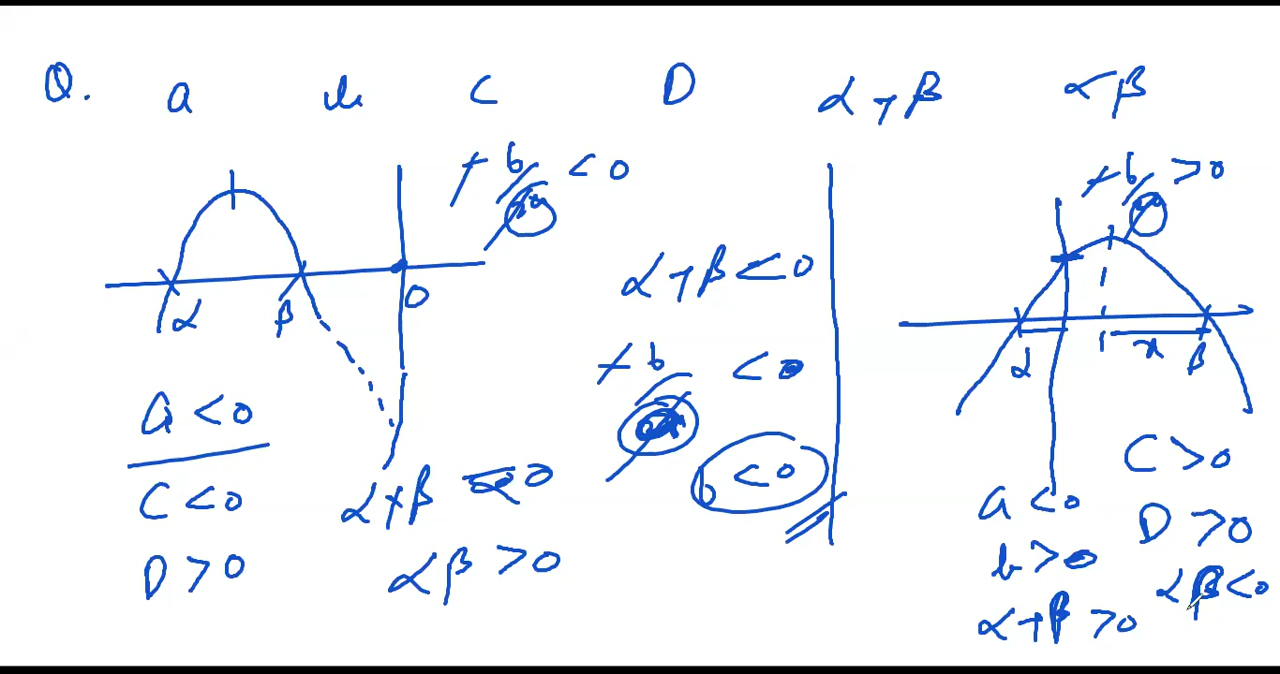 Q. a b c D α+β αβ
-b/2a < 0
-b/2a > 0
α+β < 0
α β 0
-b/2a < 0
α x β
a < 0
b < 0
c < 0
α+β < 0
D > 0
αβ > 0
a < 0 c > 0
b > 0 D > 0
α+β > 0 αβ < 0